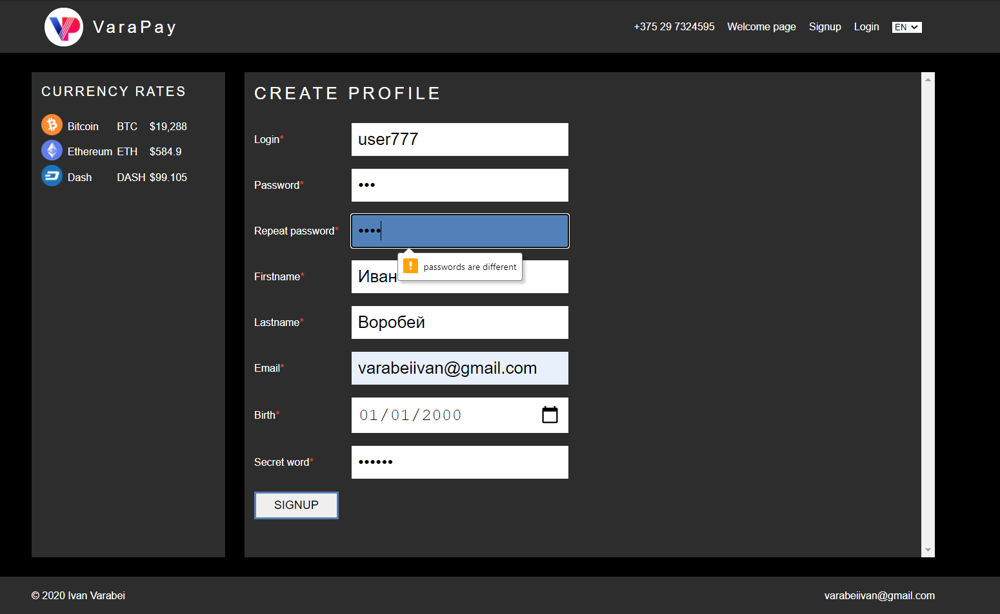 VaraPay
+375 29 7324595 Welcome page Signup Login EN
CURRENCY RATES
Bitcoin BTC $19,288
Ethereum ETH $584.9
Dash DASH $99.105
CREATE PROFILE
Login* user777
Password* •••
Repeat password* ••••
passwords are different
Firstname* Иван
Lastname* Воробей
Email* varabeiivan@gmail.com
Birth* 01/01/2000
Secret word* ••••••
SIGNUP
© 2020 Ivan Varabei
varabeiivan@gmail.com